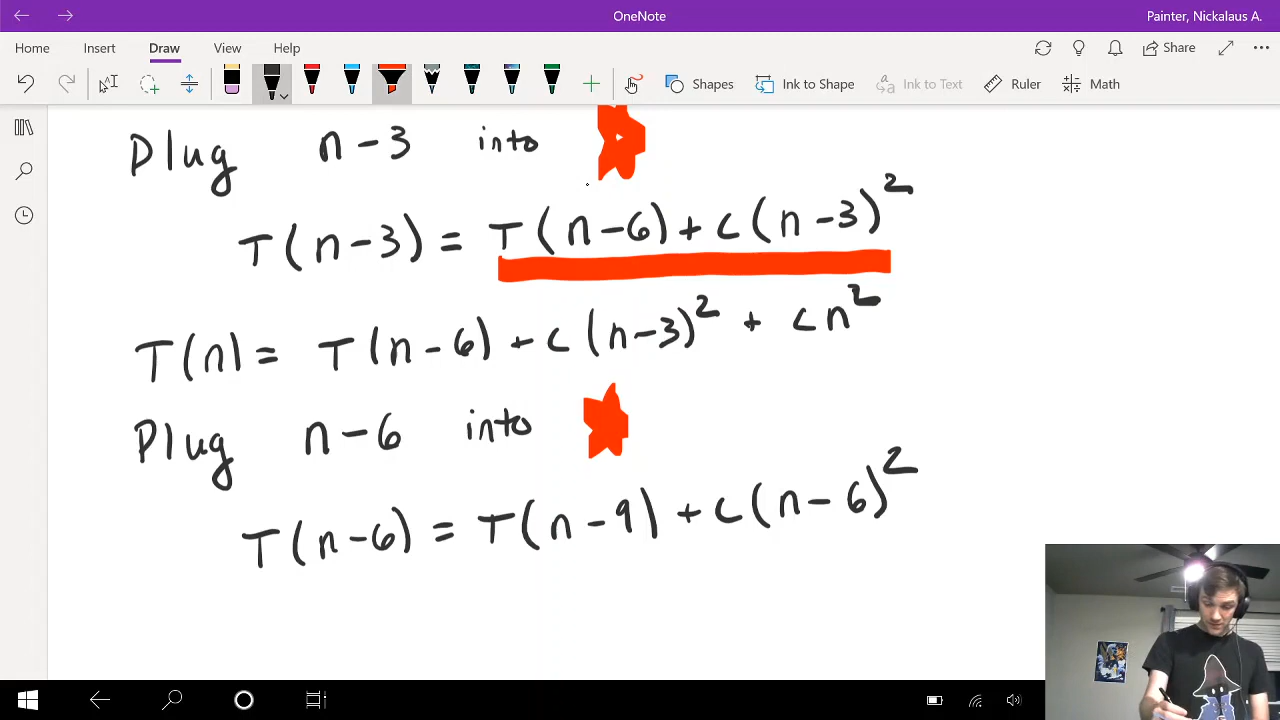 OneNote
Painter, Nickalaus A.
Home Insert Draw View Help Share
Shapes Ink to Shape Ink to Text Ruler Math
Plug n-3 into
T(n-3) = T(n-6) + c(n-3)²
T(n) = T(n-6) + c(n-3)² + cn²
Plug n-6 into
T(n-6) = T(n-9) + c(n-6)²